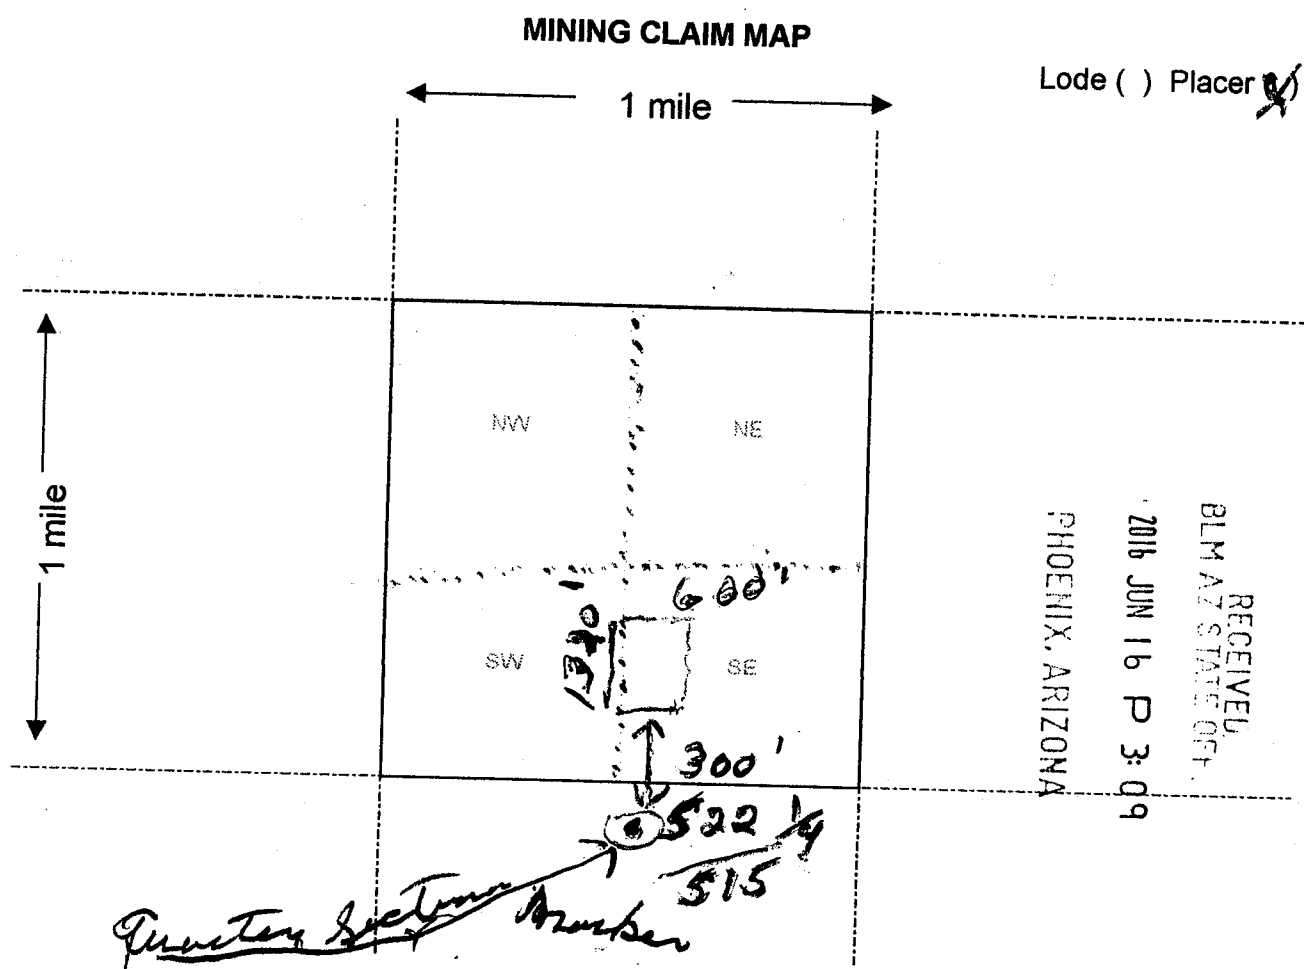 MINING CLAIM MAP
Lode ( ) Placer (X)
1 mile
1 mile
NW
NE
SW
SE
660'
1320'
300'
S22 1/4
S15
Quarter Section Marker
RECEIVED
BLM AZ STATE OFF.
2016 JUN 16 P 3:09
PHOENIX, ARIZONA